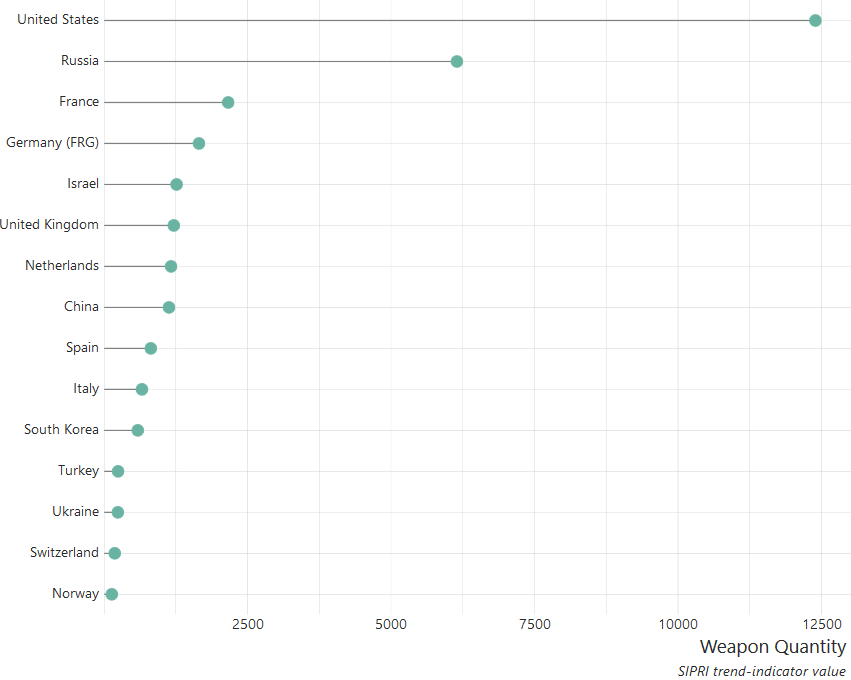 United States
Russia
France
Germany (FRG)
Israel
United Kingdom
Netherlands
China
Spain
Italy
South Korea
Turkey
Ukraine
Switzerland
Norway
2500 5000 7500 10000 12500
Weapon Quantity
SIPRI trend-indicator value